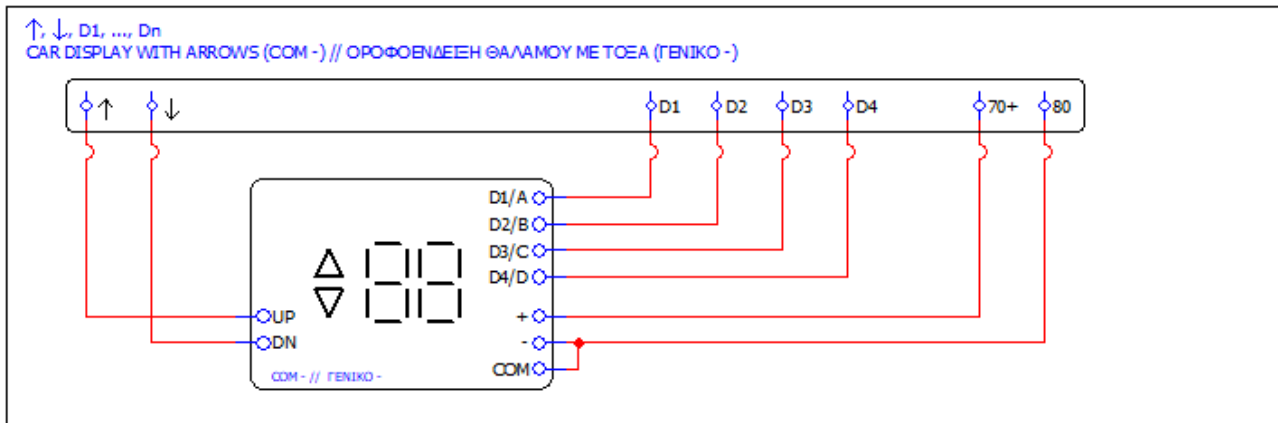 ↑, ↓, D1, ..., Dn
CAR DISPLAY WITH ARROWS (COM -) // ΟΡΟΦΟΕΝΔΕΙΞΗ ΘΑΛΑΜΟΥ ΜΕ ΤΟΞΑ (ΓΕΝΙΚΟ -)
↑ ↓ D1 D2 D3 D4 70+ 80
D1/A
D2/B
D3/C
D4/D
UP +
DN -
COM
COM - // ΓΕΝΙΚΟ -